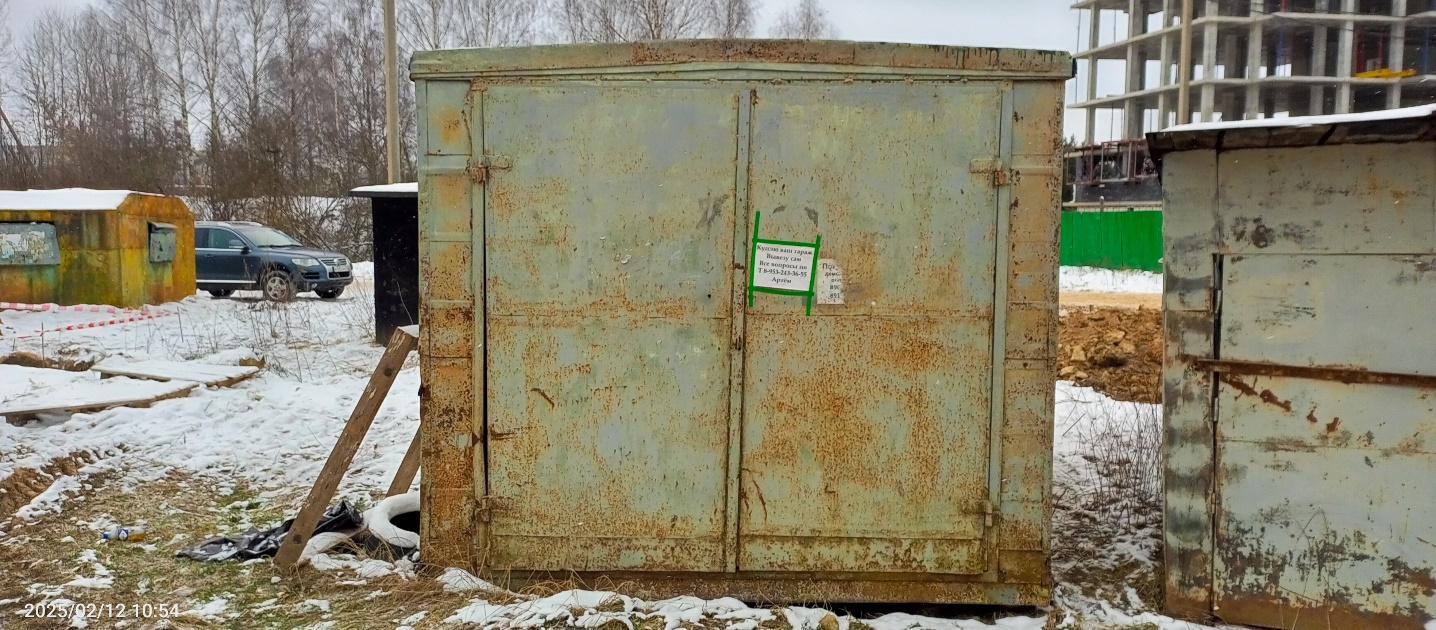 Куплю ваш гараж
Вывезу сам
Все вопросы по
Т 8-953-243-36-55
Артём
2025/02/12 10:54